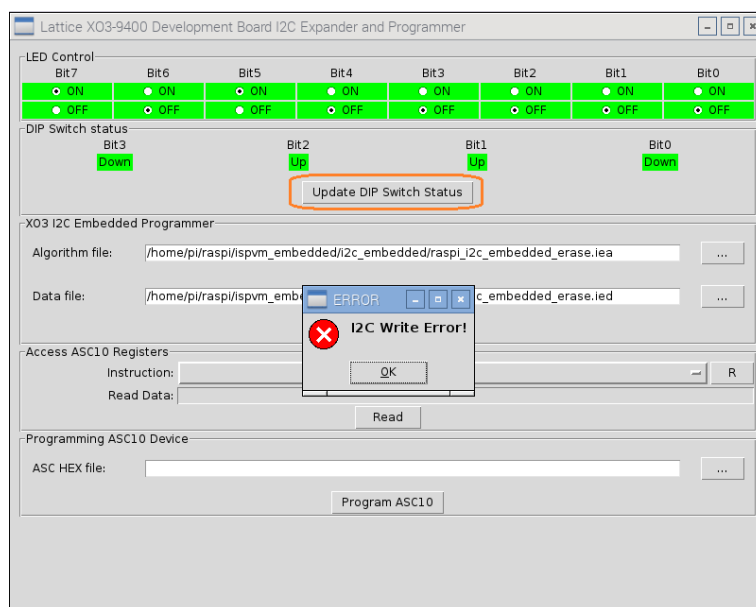 Lattice XO3-9400 Development Board I2C Expander and Programmer
LED Control
Bit7 Bit6 Bit5 Bit4 Bit3 Bit2 Bit1 Bit0
ON ON ON ON ON ON ON ON
OFF OFF OFF OFF OFF OFF OFF OFF
DIP Switch status
Bit3 Bit2 Bit1 Bit0
Down Up Up Down
Update DIP Switch Status
XO3 I2C Embedded Programmer
Algorithm file: /home/pi/raspi/ispvm_embedded/i2c_embedded/raspi_i2c_embedded_erase.iea ...
Data file: /home/pi/raspi/ispvm_embe c_embedded_erase.ied ...
ERROR
I2C Write Error!
OK
Access ASC10 Registers
Instruction: R
Read Data:
Read
Programming ASC10 Device
ASC HEX file: ...
Program ASC10